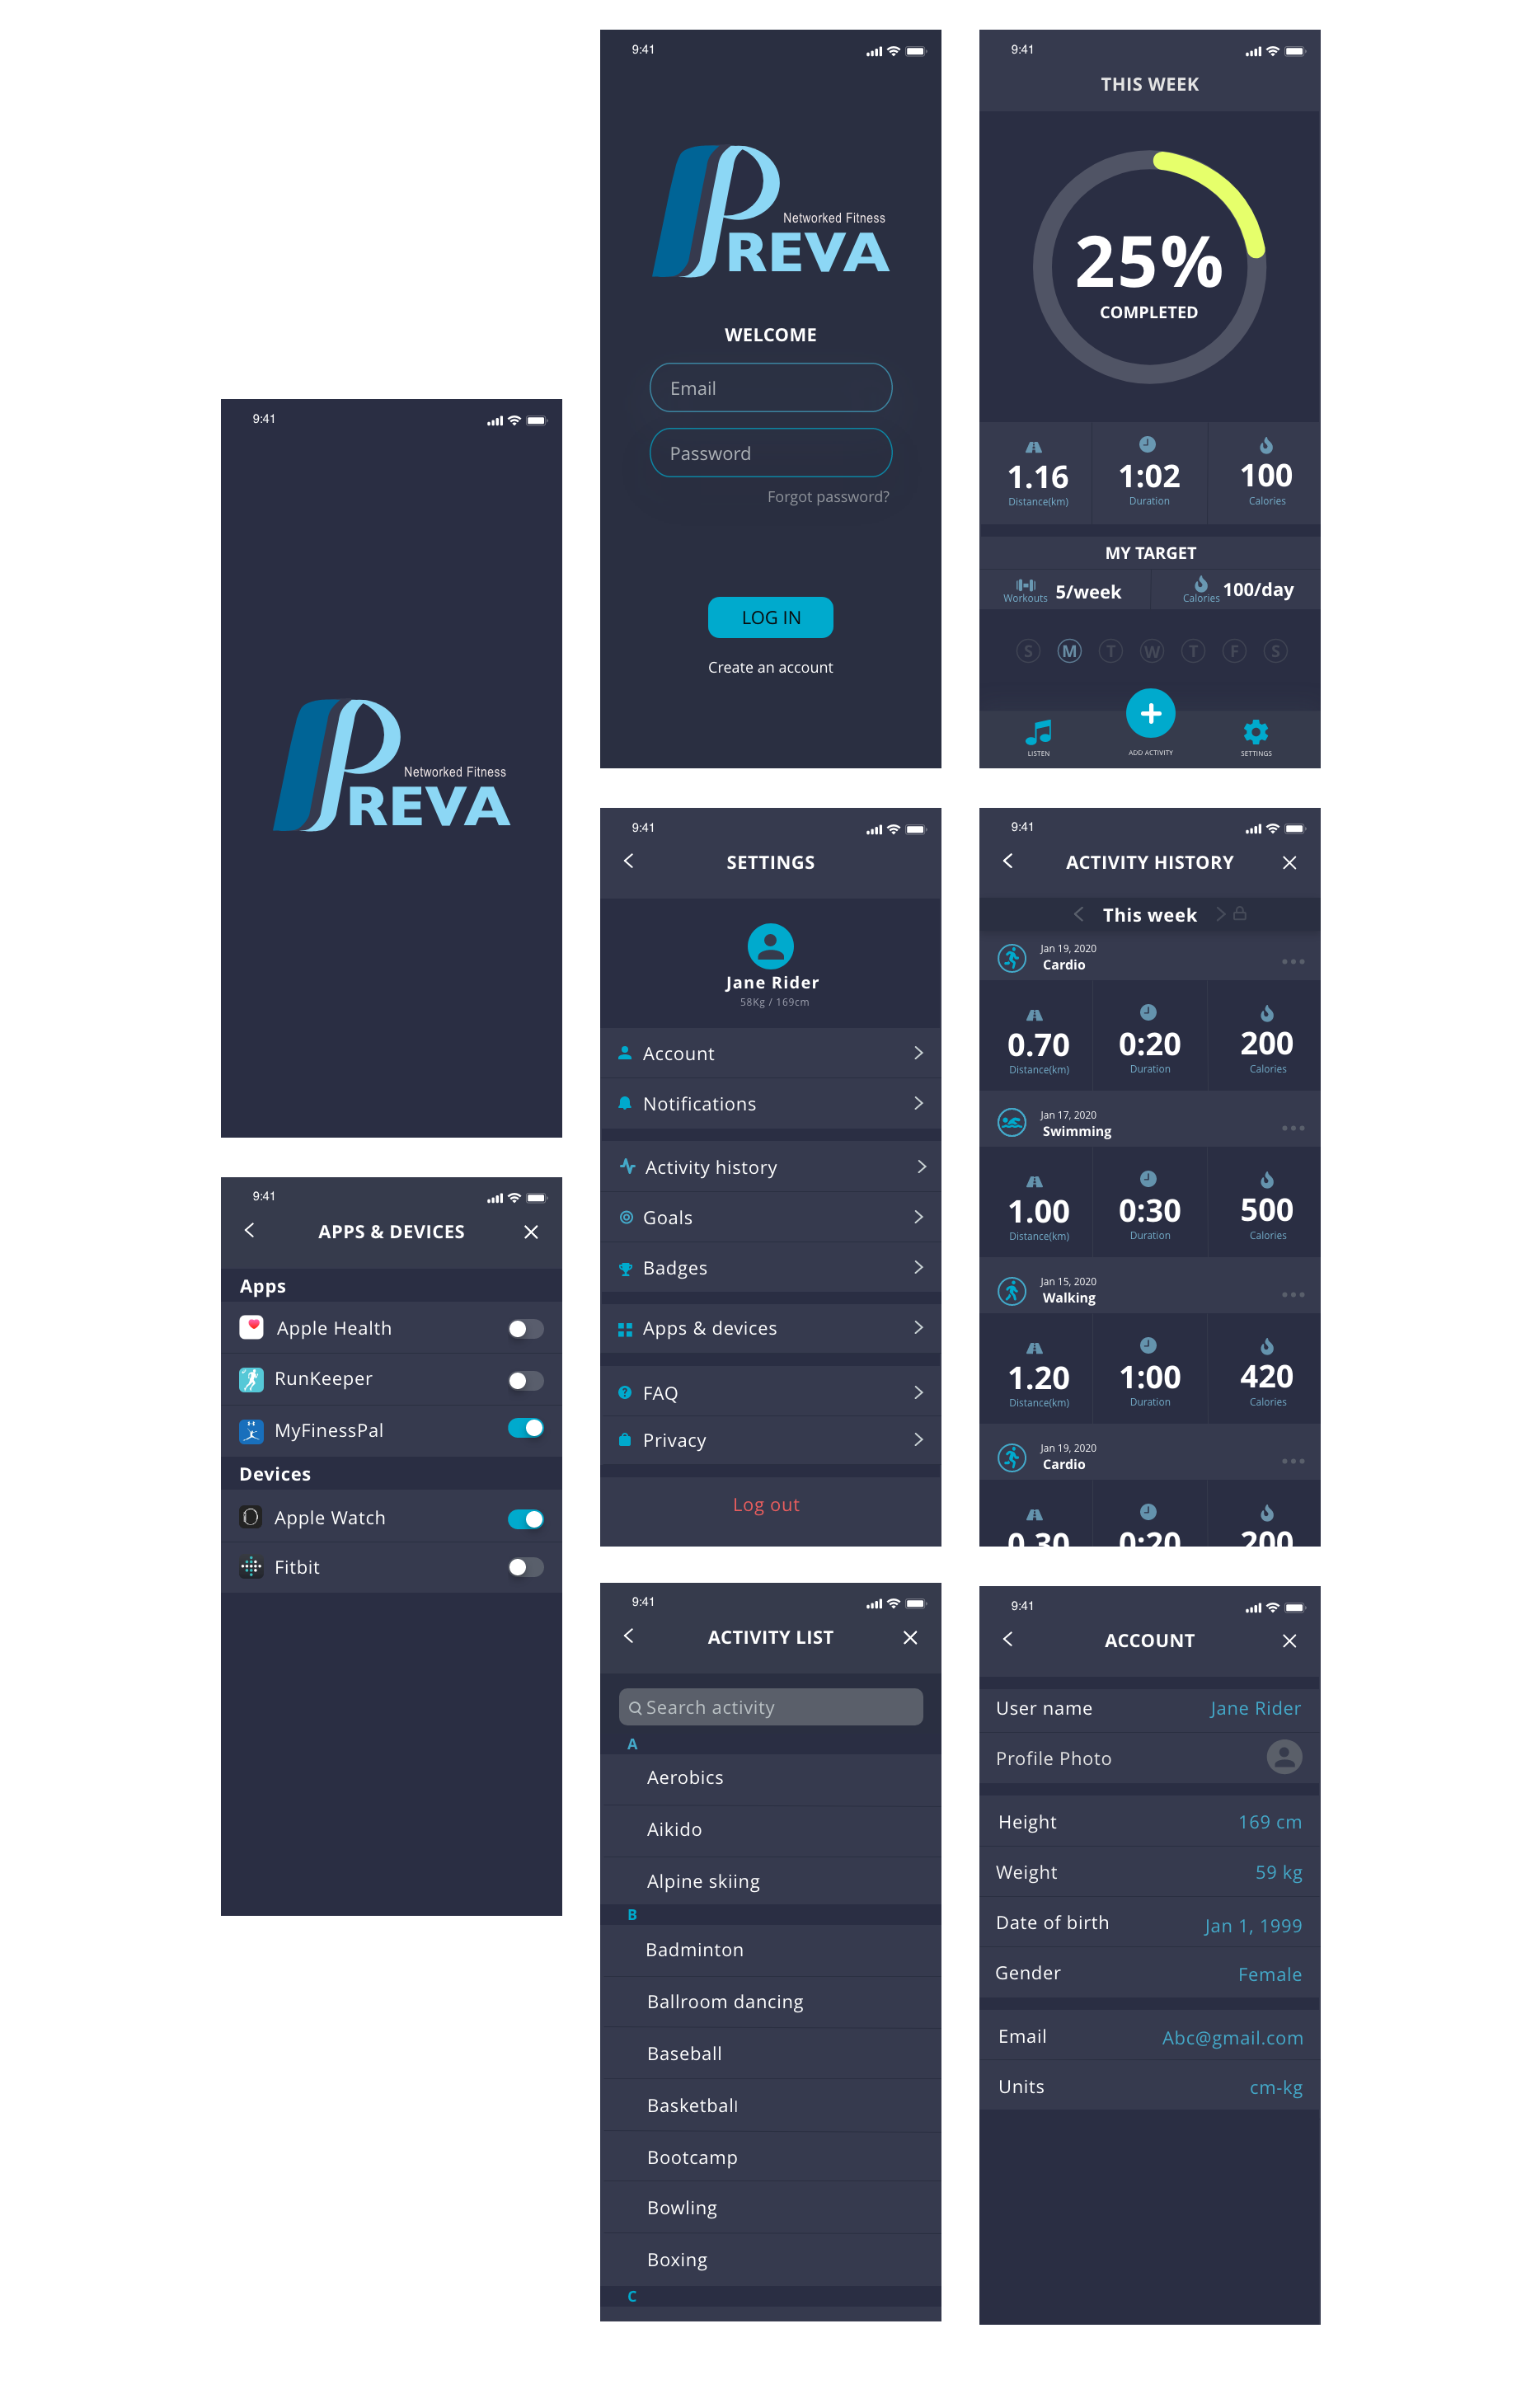 9:41
Networked Fitness
PREVA
WELCOME
Email
Password
Forgot password?
LOG IN
Create an account
9:41
THIS WEEK
25%
COMPLETED
1.16 1:02 100
Distance(km) Duration Calories
MY TARGET
Workouts 5/week Calories 100/day
S M T W T F S
LISTEN ADD ACTIVITY SETTINGS
9:41
Networked Fitness
PREVA
9:41
SETTINGS
Jane Rider
58Kg / 169cm
Account
Notifications
Activity history
Goals
Badges
Apps & devices
FAQ
Privacy
Log out
9:41
ACTIVITY HISTORY
This week
Jan 19, 2020
Cardio
0.70 0:20 200
Distance(km) Duration Calories
Jan 17, 2020
Swimming
1.00 0:30 500
Distance(km) Duration Calories
Jan 15, 2020
Walking
1.20 1:00 420
Distance(km) Duration Calories
Jan 19, 2020
Cardio
0.30 0:20 200
9:41
APPS & DEVICES
Apps
Apple Health
RunKeeper
MyFinessPal
Devices
Apple Watch
Fitbit
9:41
ACTIVITY LIST
Search activity
A
Aerobics
Aikido
Alpine skiing
B
Badminton
Ballroom dancing
Baseball
Basketball
Bootcamp
Bowling
Boxing
C
9:41
ACCOUNT
User name Jane Rider
Profile Photo
Height 169 cm
Weight 59 kg
Date of birth Jan 1, 1999
Gender Female
Email Abc@gmail.com
Units cm-kg